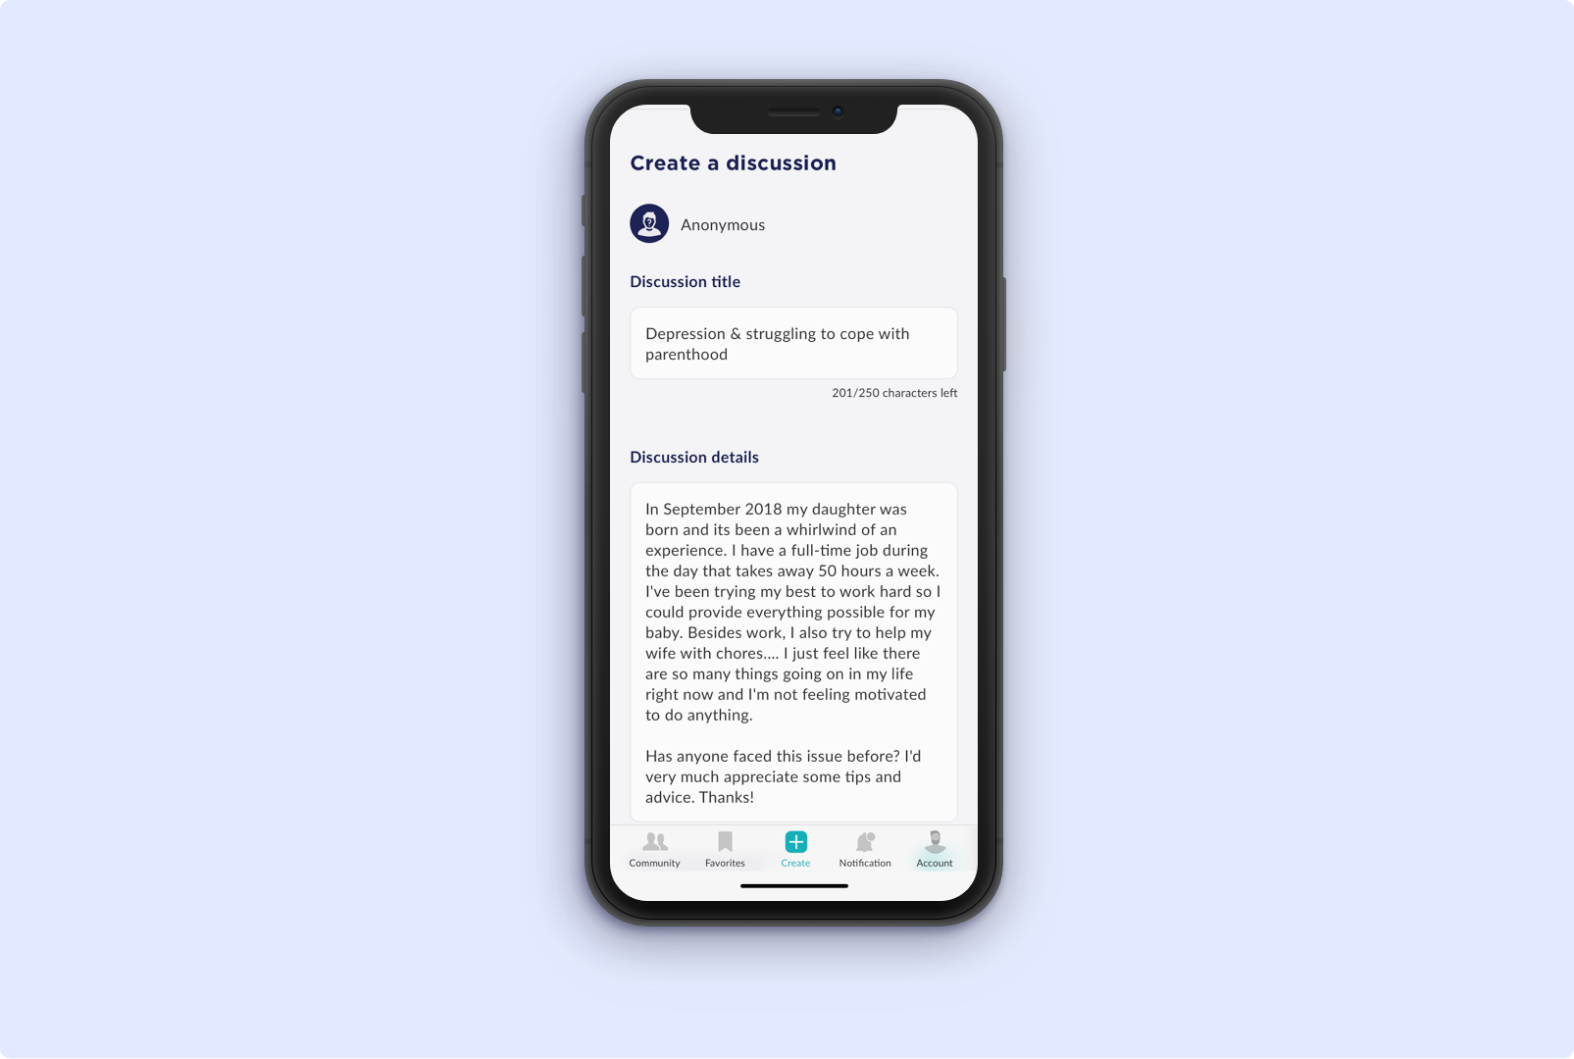 Create a discussion
Anonymous
Discussion title
Depression & struggling to cope with
parenthood
201/250 characters left
Discussion details
In September 2018 my daughter was
born and its been a whirlwind of an
experience. I have a full-time job during
the day that takes away 50 hours a week.
I've been trying my best to work hard so I
could provide everything possible for my
baby. Besides work, I also try to help my
wife with chores.... I just feel like there
are so many things going on in my life
right now and I'm not feeling motivated
to do anything.
Has anyone faced this issue before? I'd
very much appreciate some tips and
advice. Thanks!
Community Favorites Create Notification Account